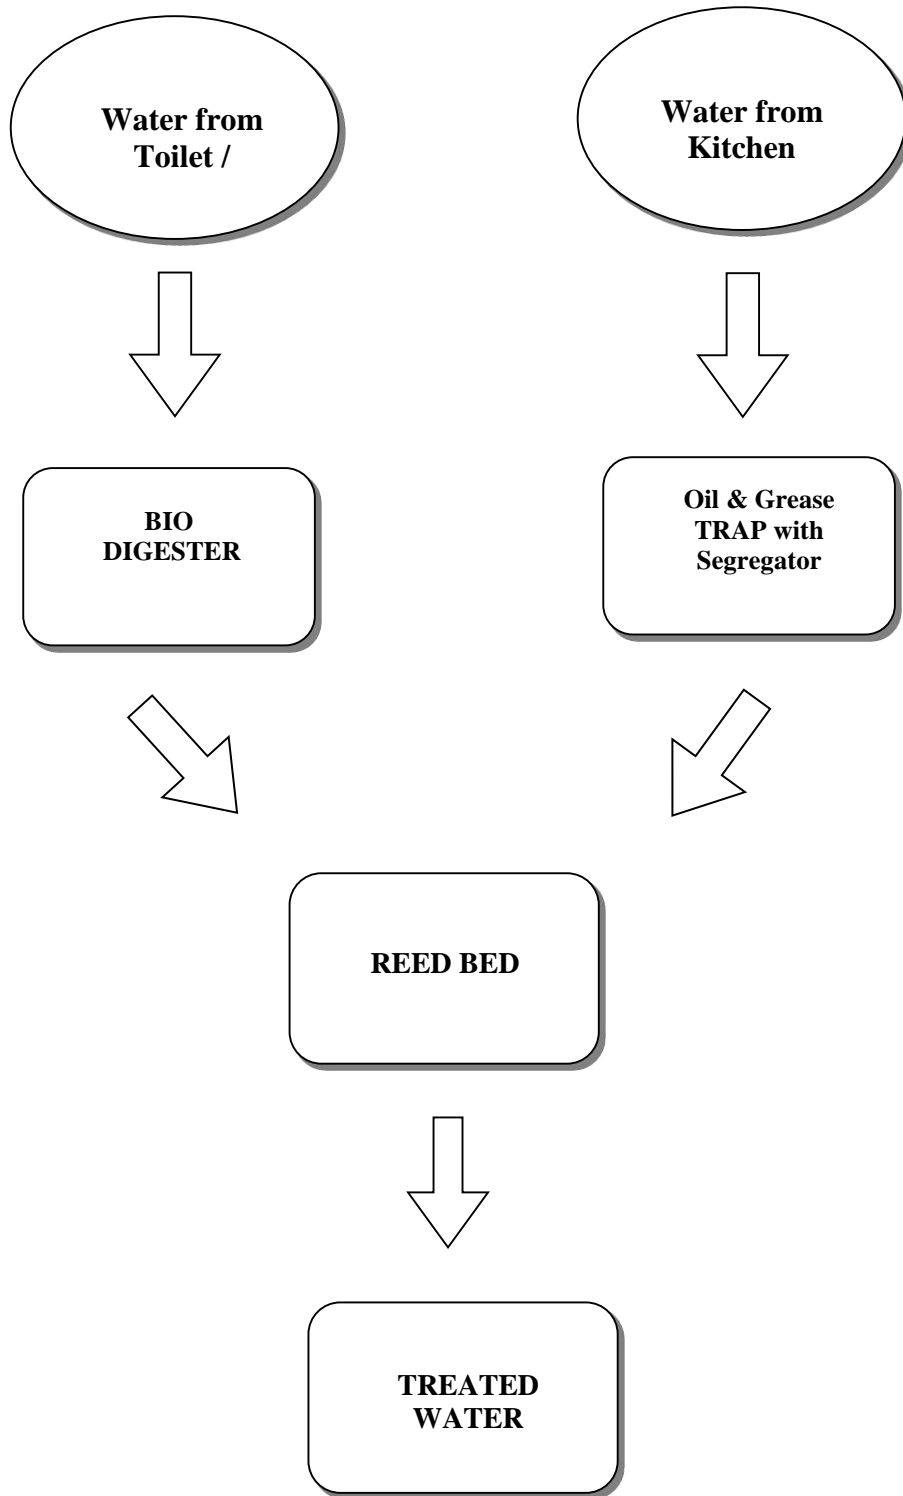 Water from
Toilet /
Water from
Kitchen
BIO
DIGESTER
Oil & Grease
TRAP with
Segregator
REED BED
TREATED
WATER